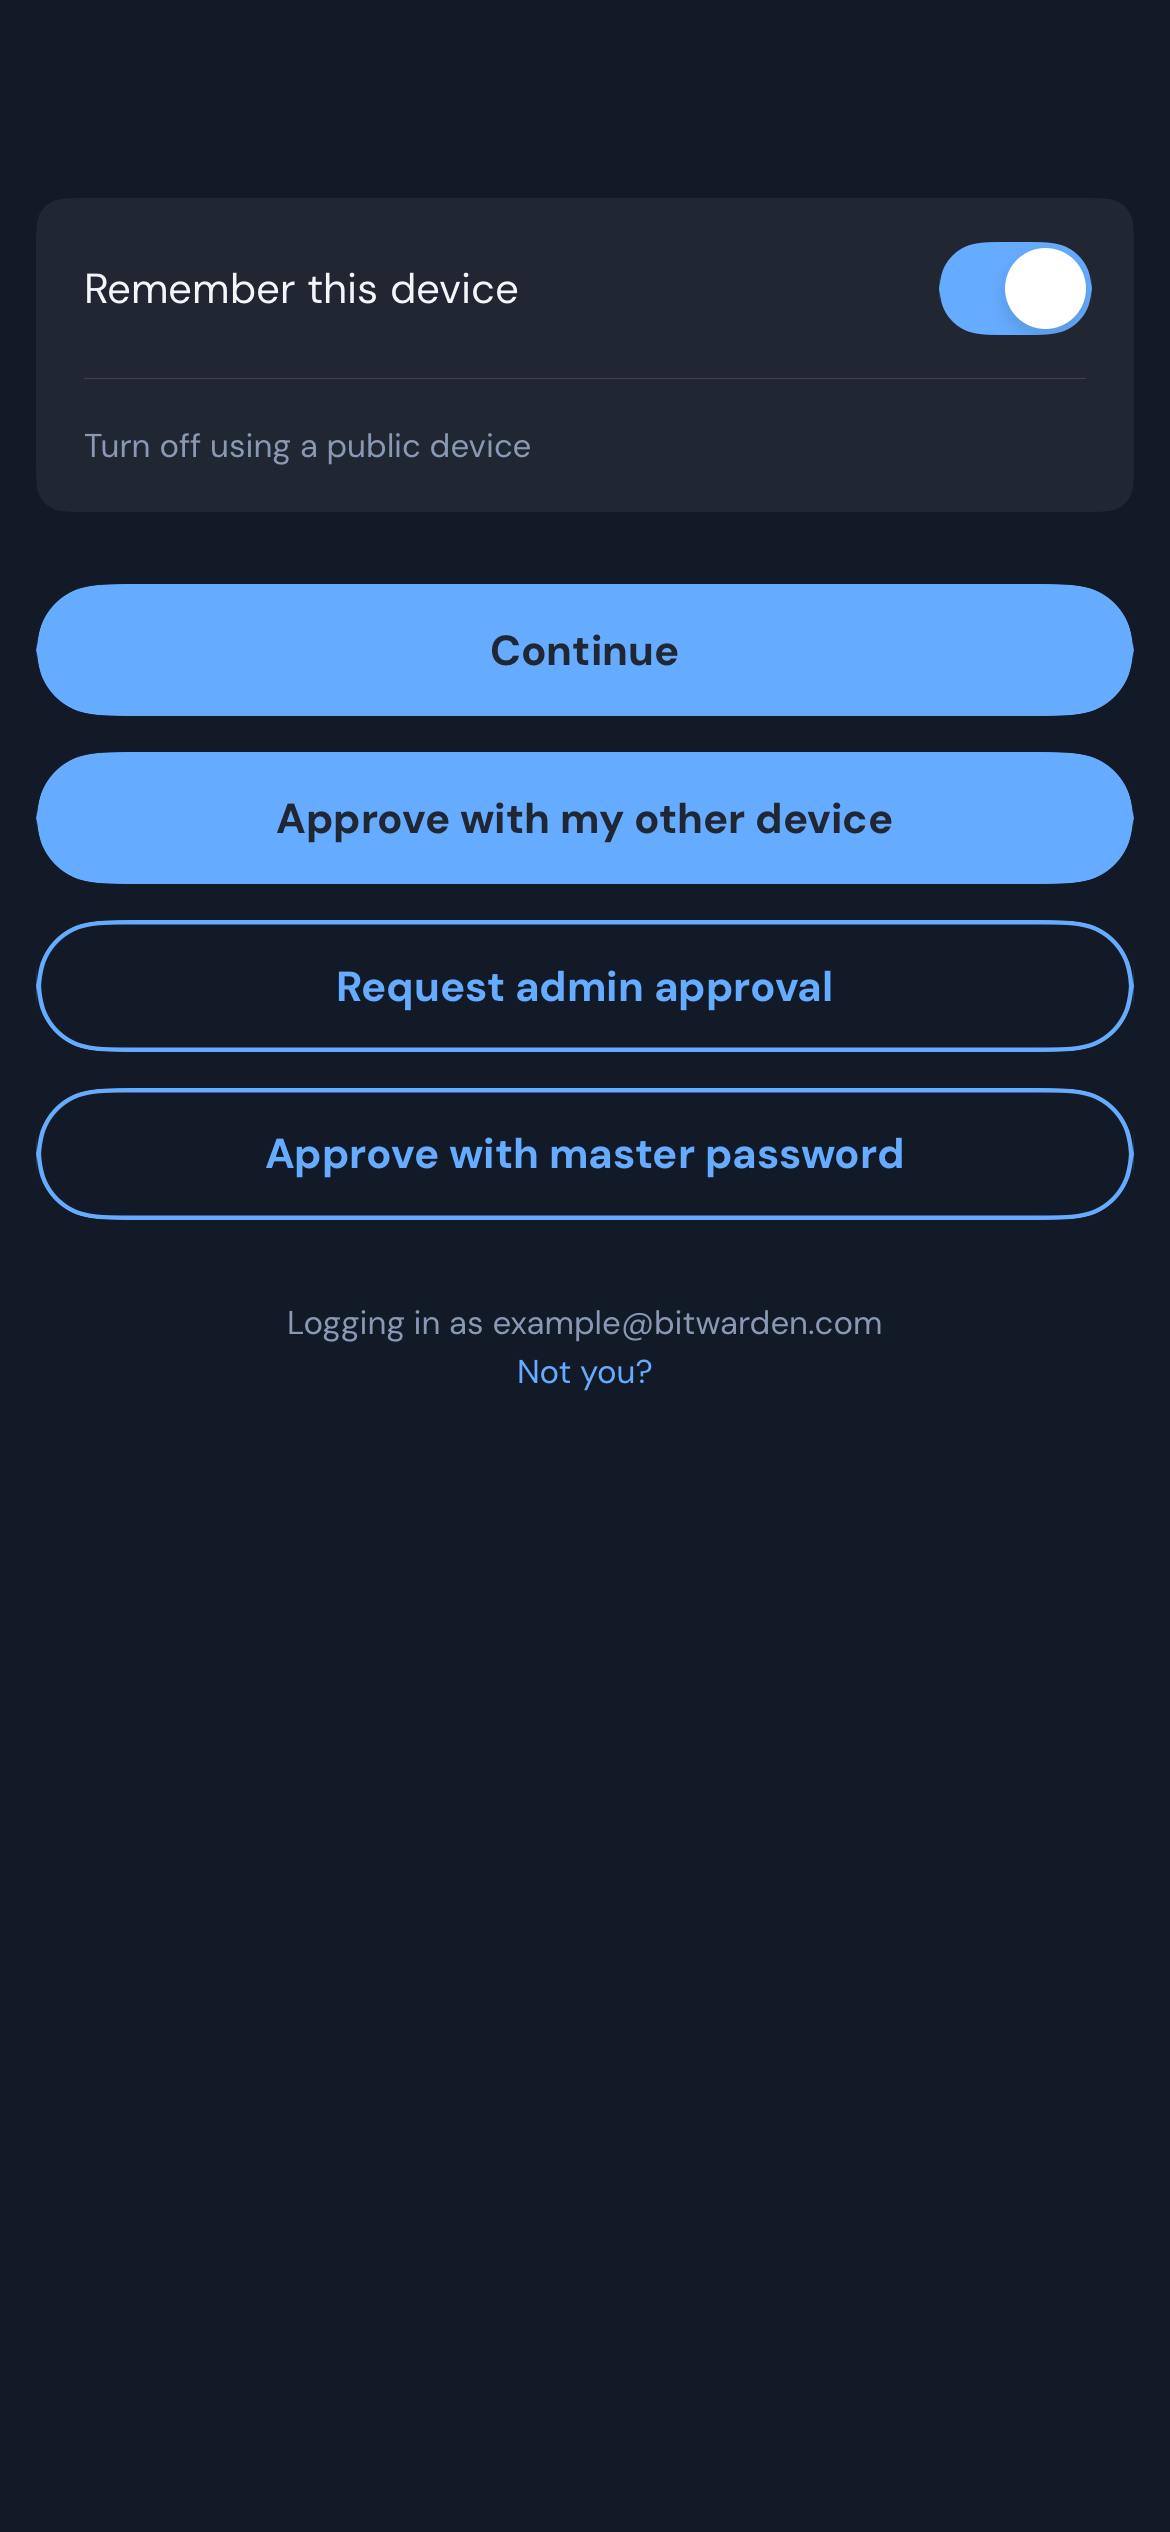 Remember this device
Turn off using a public device
Continue
Approve with my other device
Request admin approval
Approve with master password
Logging in as example@bitwarden.com
Not you?